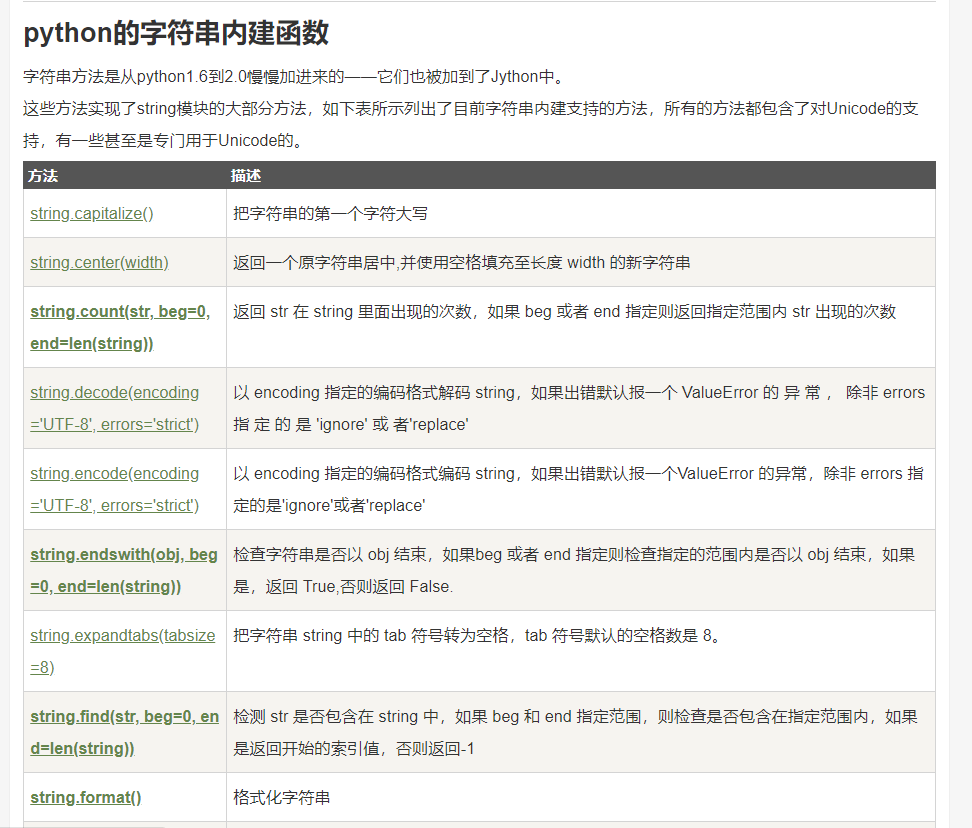 python的字符串内建函数
字符串方法是从python1.6到2.0慢慢加进来的——它们也被加到了Jython中。
这些方法实现了string模块的大部分方法，如下表所示列出了目前字符串内建支持的方法，所有的方法都包含了对Unicode的支
持，有一些甚至是专门用于Unicode的。
方法 描述
string.capitalize() 把字符串的第一个字符大写
string.center(width) 返回一个原字符串居中,并使用空格填充至长度 width 的新字符串
string.count(str, beg=0, 返回 str 在 string 里面出现的次数，如果 beg 或者 end 指定则返回指定范围内 str 出现的次数
end=len(string))
string.decode(encoding 以 encoding 指定的编码格式解码 string，如果出错默认报一个 ValueError 的 异 常 ， 除非 errors
='UTF-8', errors='strict') 指 定 的 是 'ignore' 或 者'replace'
string.encode(encoding 以 encoding 指定的编码格式编码 string，如果出错默认报一个ValueError 的异常，除非 errors 指
='UTF-8', errors='strict') 定的是'ignore'或者'replace'
string.endswith(obj, beg 检查字符串是否以 obj 结束，如果beg 或者 end 指定则检查指定的范围内是否以 obj 结束，如果
=0, end=len(string)) 是，返回 True,否则返回 False.
string.expandtabs(tabsize 把字符串 string 中的 tab 符号转为空格，tab 符号默认的空格数是 8。
=8)
string.find(str, beg=0, en 检测 str 是否包含在 string 中，如果 beg 和 end 指定范围，则检查是否包含在指定范围内，如果
d=len(string)) 是返回开始的索引值，否则返回-1
string.format() 格式化字符串